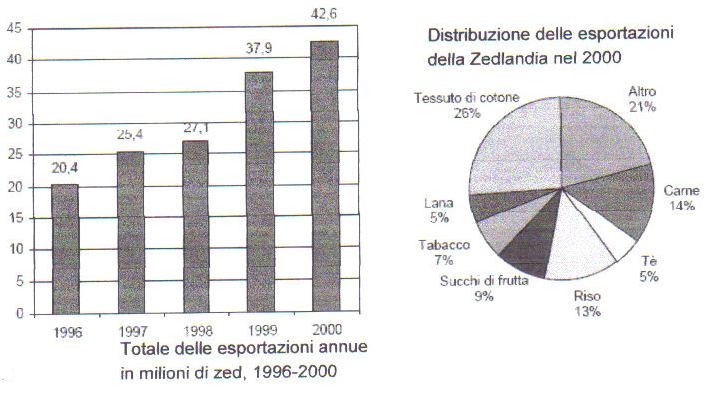 45
40
35
30
25
20
15
10
5
0
20,4
25,4
27,1
37,9
42,6
1996
1997
1998
1999
2000
Totale delle esportazioni annue
in milioni di zed, 1996-2000
Distribuzione delle esportazioni
della Zedlandia nel 2000
Tessuto di cotone
26%
Altro
21%
Carne
14%
Tè
5%
Riso
13%
Succhi di frutta
9%
Tabacco
7%
Lana
5%